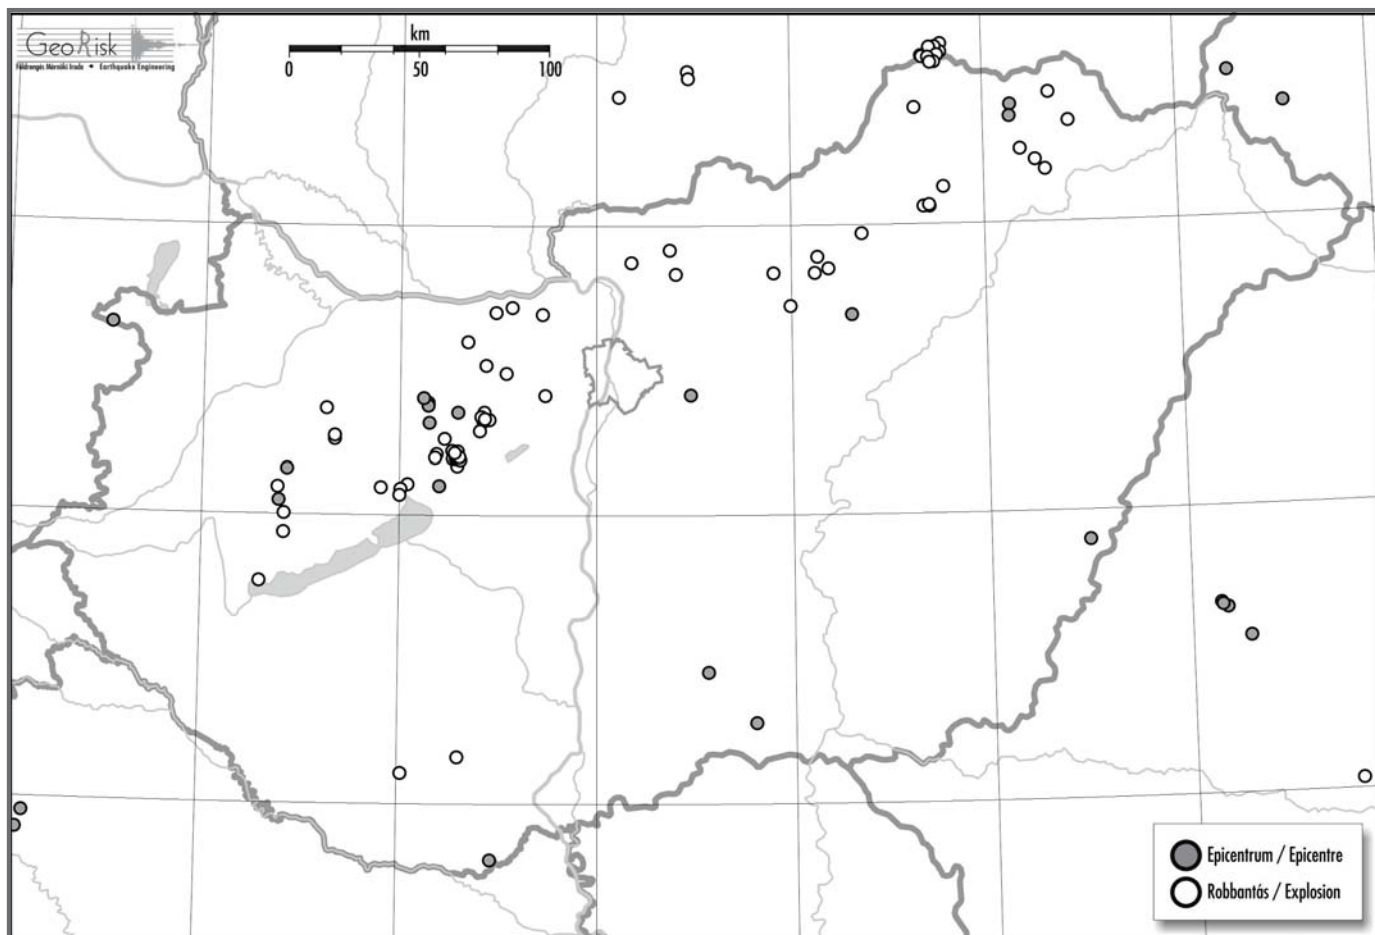 GeoRisk
Földrengés Mérnöki Iroda • Earthquake Engineering
km
0 50 100
Epicentrum / Epicentre
Robbantás / Explosion